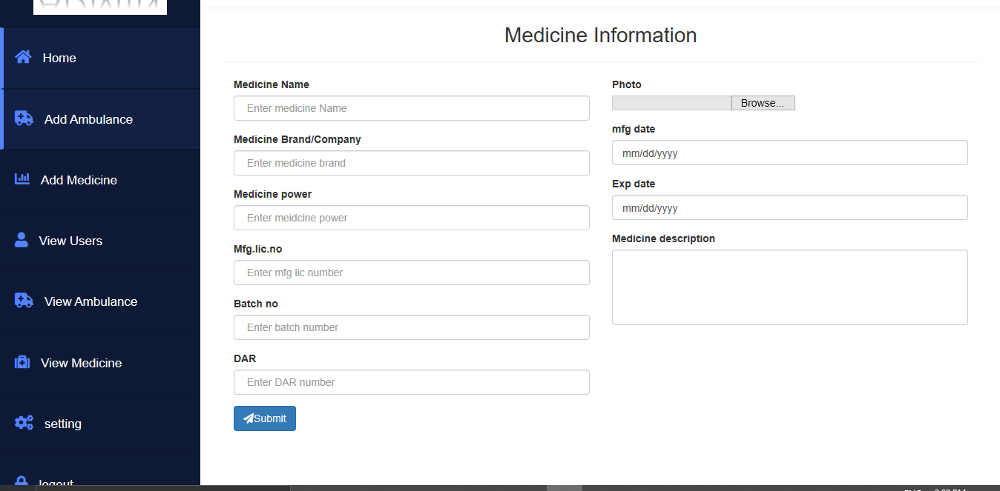 Home
Add Ambulance
Add Medicine
View Users
View Ambulance
View Medicine
setting
logout
Medicine Information
Medicine Name
Enter medicine Name
Medicine Brand/Company
Enter medicine brand
Medicine power
Enter meidcine power
Mfg.lic.no
Enter mfg lic number
Batch no
Enter batch number
DAR
Enter DAR number
Submit
Photo
Browse...
mfg date
mm/dd/yyyy
Exp date
mm/dd/yyyy
Medicine description